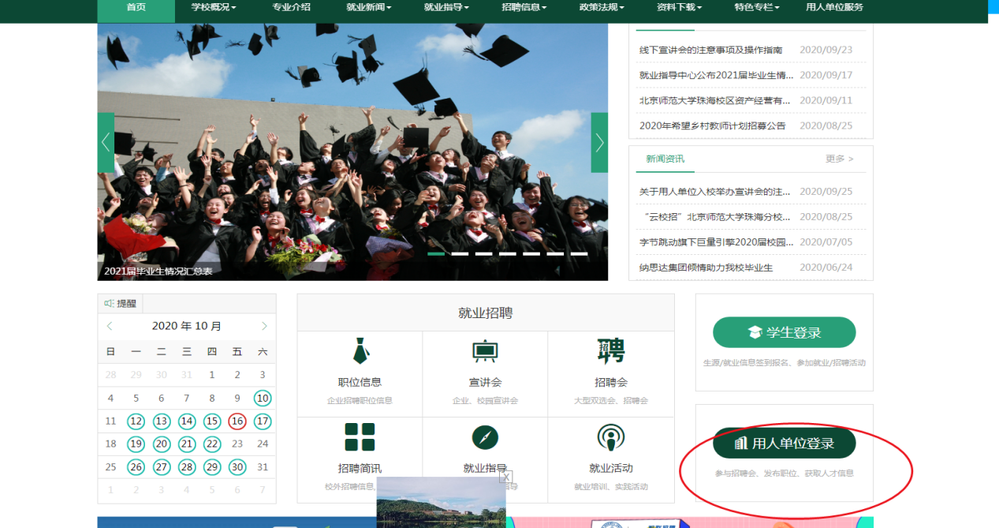 首页 学校概况 专业介绍 就业新闻 就业指导 招聘信息 政策法规 资料下载 特色专栏 用人单位服务
线下宣讲会的注意事项及操作指南 2020/09/23
就业指导中心公布2021届毕业生情... 2020/09/17
北京师范大学珠海校区资产经营有... 2020/09/11
2020年希望乡村教师计划招募公告 2020/08/25
新闻资讯 更多 >
关于用人单位入校举办宣讲会的注... 2020/09/25
“云校招”北京师范大学珠海分校... 2020/08/25
字节跳动旗下巨量引擎2020届校园... 2020/07/05
纳思达集团倾情助力我校毕业生 2020/06/24
2021届毕业生情况汇总表
提醒
2020 年 10 月
日 一 二 三 四 五 六
28 29 30 31 1 2 3
4 5 6 7 8 9 10
11 12 13 14 15 16 17
18 19 20 21 22 23 24
25 26 27 28 29 30 31
1 2 3 4 5 6 7
就业招聘
职位信息 宣讲会 招聘会
企业招聘职位信息 企业、校园宣讲会 大型双选会、招聘会
招聘简讯 就业指导 就业活动
校外招聘信息, 指导 就业培训、实践活动
X
学生登录
生源/就业信息签到报名、参加就业/招聘活动
用人单位登录
参与招聘会、发布职位、获取人才信息